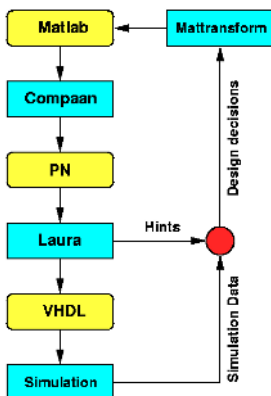 Matlab
Mattransform
Compaan
PN
Laura
Hints
VHDL
Simulation
Design decisions
Simulation Data